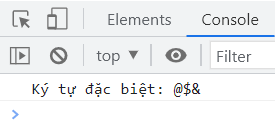 Elements Console
top Filter
Ký tự đặc biệt: @$&